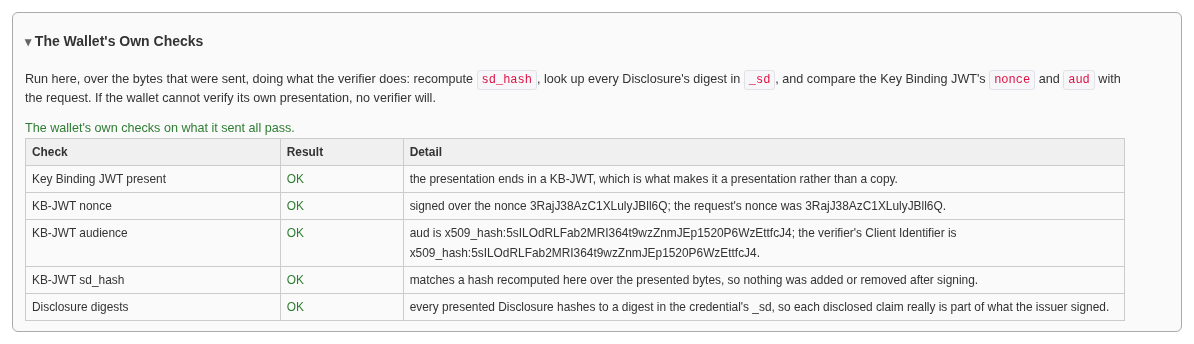 ▾ The Wallet's Own Checks
Run here, over the bytes that were sent, doing what the verifier does: recompute sd_hash, look up every Disclosure's digest in _sd, and compare the Key Binding JWT's nonce and aud with
the request. If the wallet cannot verify its own presentation, no verifier will.
The wallet's own checks on what it sent all pass.
Check Result Detail
Key Binding JWT present OK the presentation ends in a KB-JWT, which is what makes it a presentation rather than a copy.
KB-JWT nonce OK signed over the nonce 3RajJ38AzC1XLulyJBll6Q; the request's nonce was 3RajJ38AzC1XLulyJBll6Q.
KB-JWT audience OK aud is x509_hash:5sILOdRLFab2MRI364t9wzZnmJEp1520P6WzEttfcJ4; the verifier's Client Identifier is
x509_hash:5sILOdRLFab2MRI364t9wzZnmJEp1520P6WzEttfcJ4.
KB-JWT sd_hash OK matches a hash recomputed here over the presented bytes, so nothing was added or removed after signing.
Disclosure digests OK every presented Disclosure hashes to a digest in the credential's _sd, so each disclosed claim really is part of what the issuer signed.